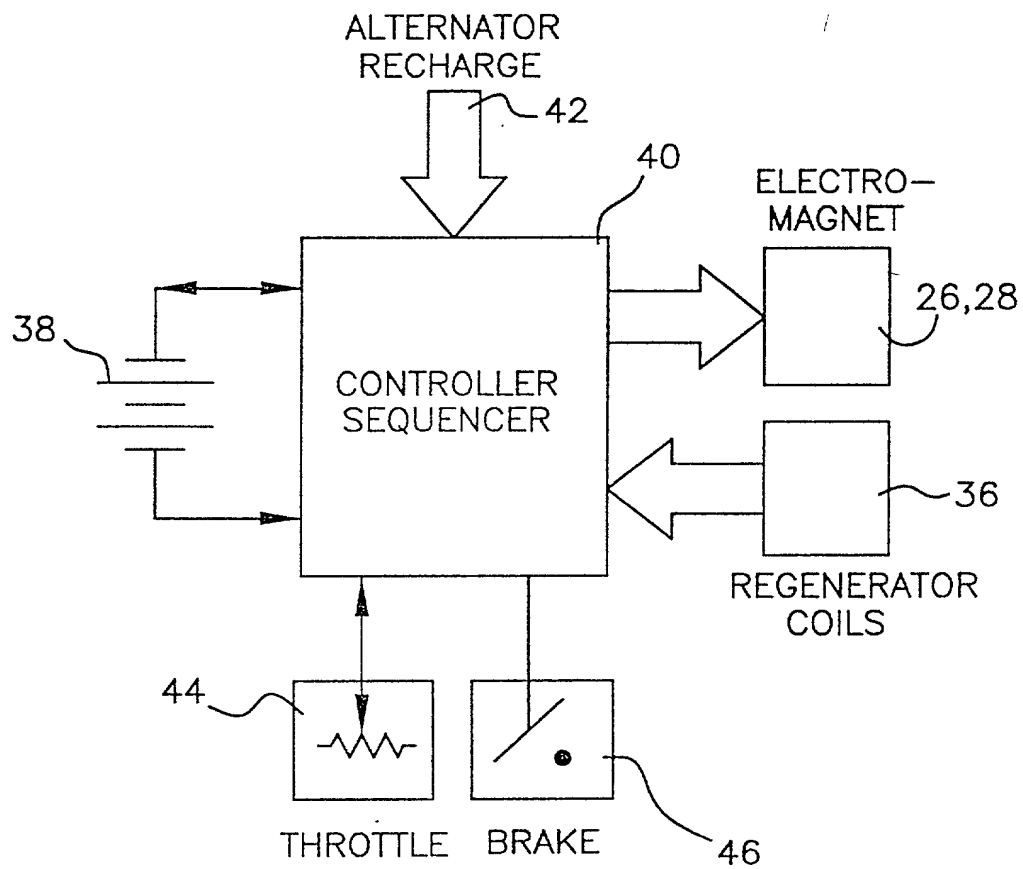 ALTERNATOR
RECHARGE
42
40
ELECTRO-
MAGNET
26,28
38
CONTROLLER
SEQUENCER
36
REGENERATOR
COILS
44
THROTTLE
BRAKE
46